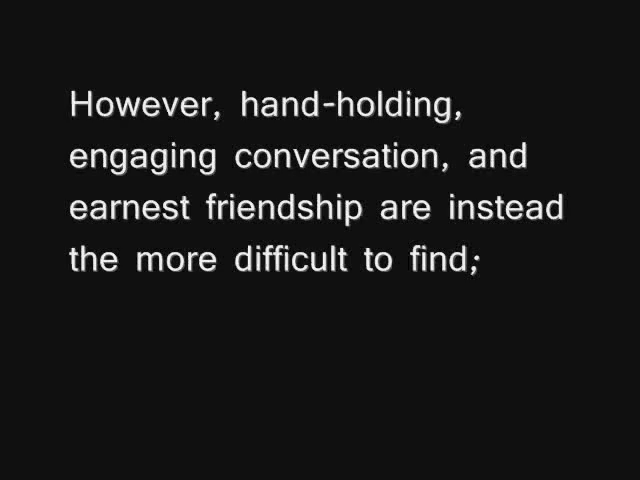 However, hand-holding,
engaging conversation, and
earnest friendship are instead
the more difficult to find;